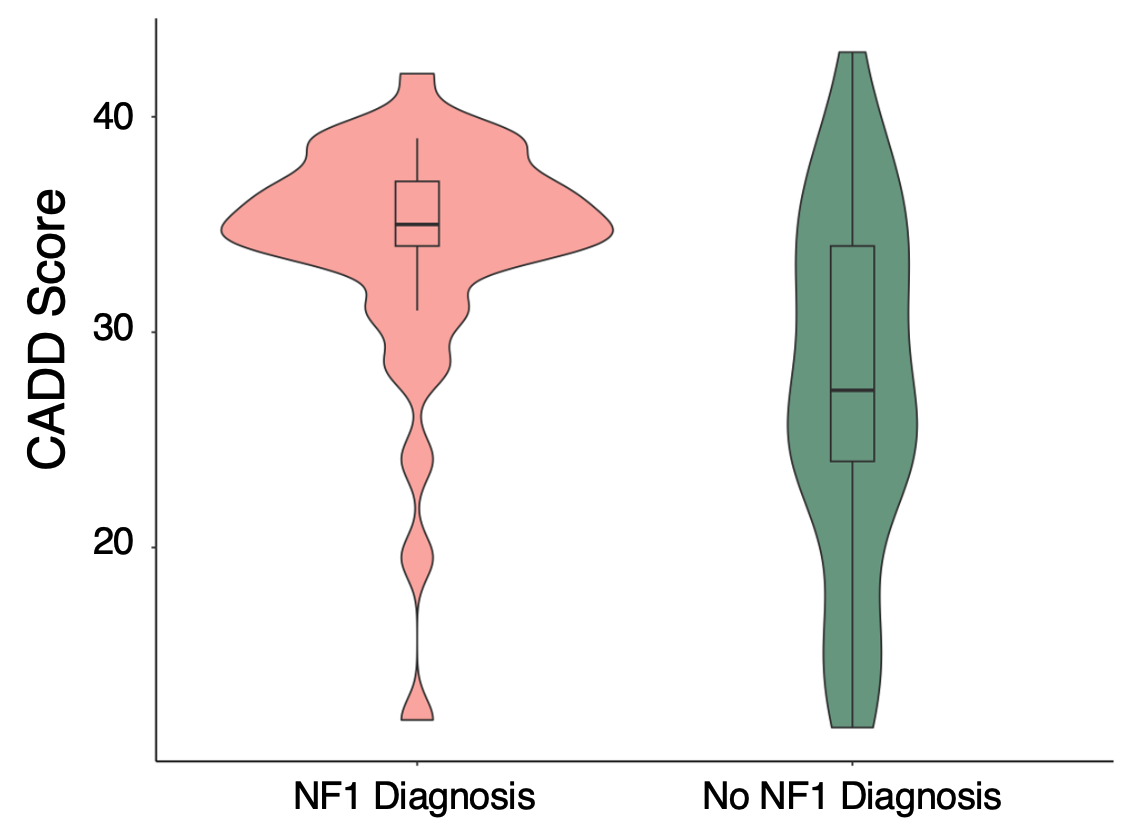 CADD Score
40
30
20
NF1 Diagnosis
No NF1 Diagnosis